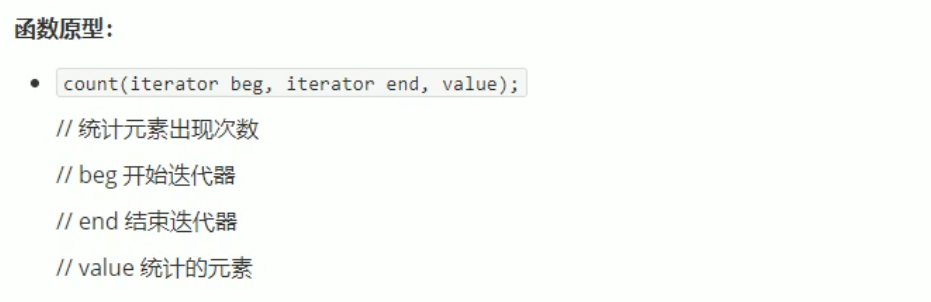 函数原型：
count(iterator beg, iterator end, value);
// 统计元素出现次数
// beg 开始迭代器
// end 结束迭代器
// value 统计的元素